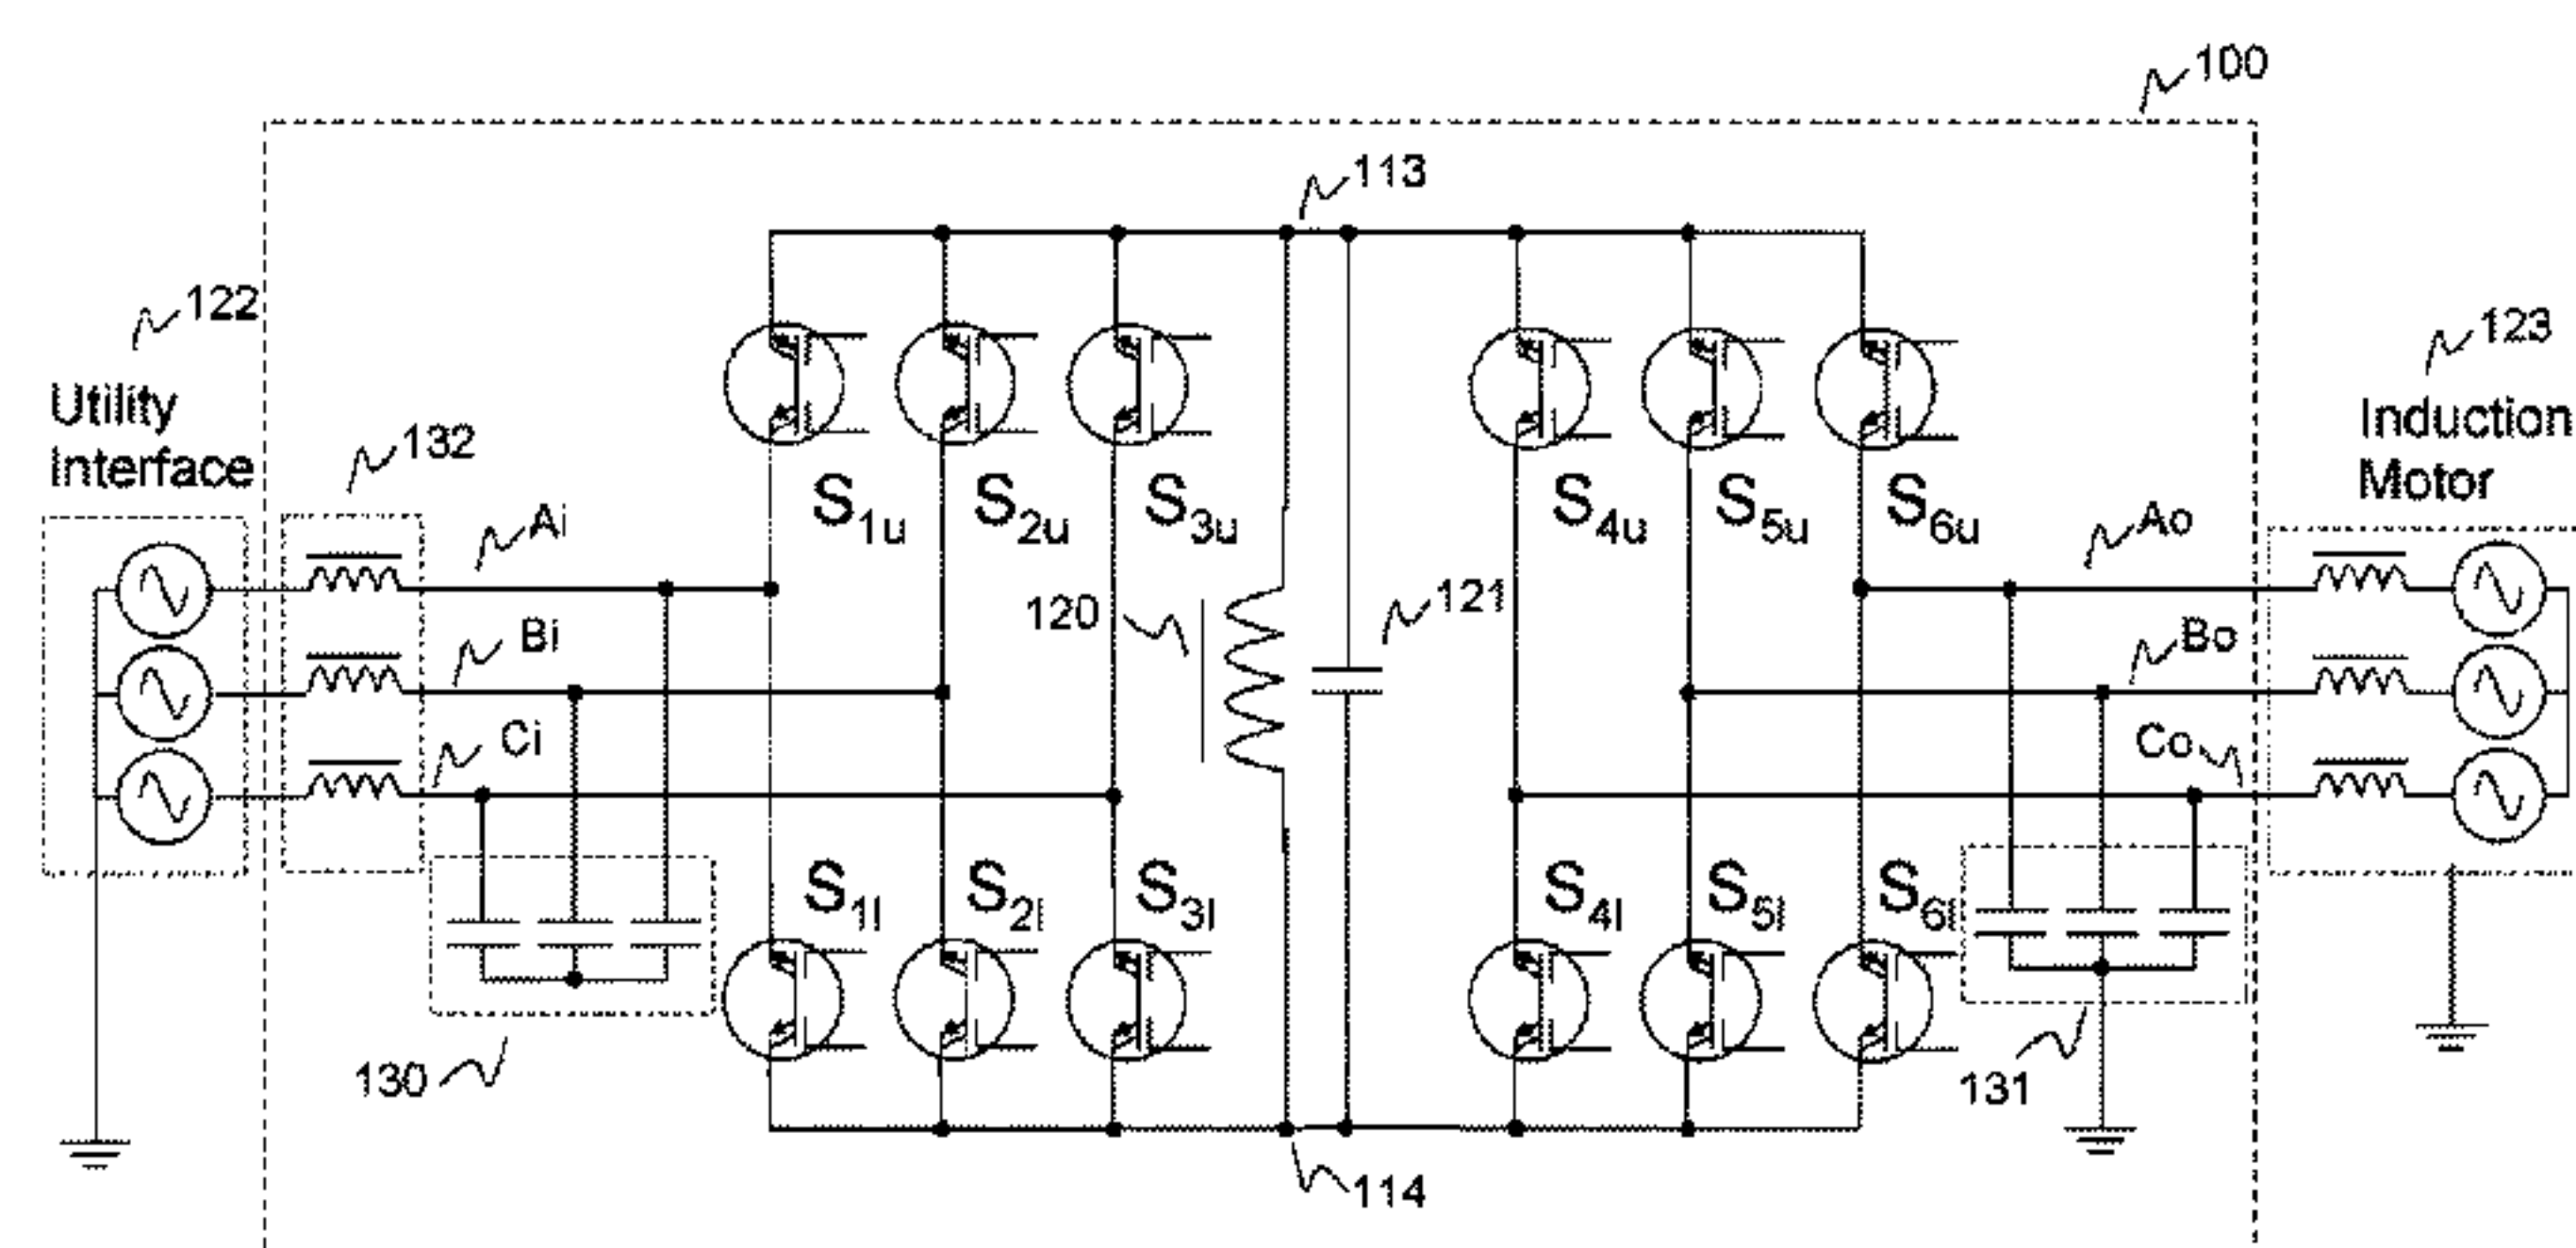 100
113
122
Utility
Interface
132
Ai
Bi
Ci
S1u
S2u
S3u
S4u
S5u
S6u
120
121
123
Induction
Motor
Ao
Bo
Co
S1l
S2l
S3l
S4l
S5l
S6l
130
131
114